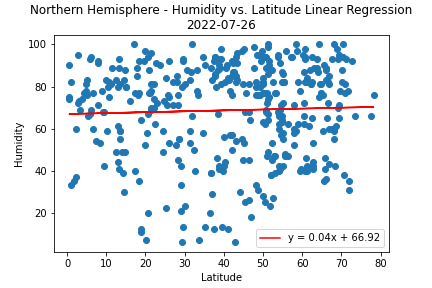 Northern Hemisphere - Humidity vs. Latitude Linear Regression
2022-07-26
100
80
60
40
20
Humidity
0 10 20 30 40 50 60 70 80
Latitude
y = 0.04x + 66.92